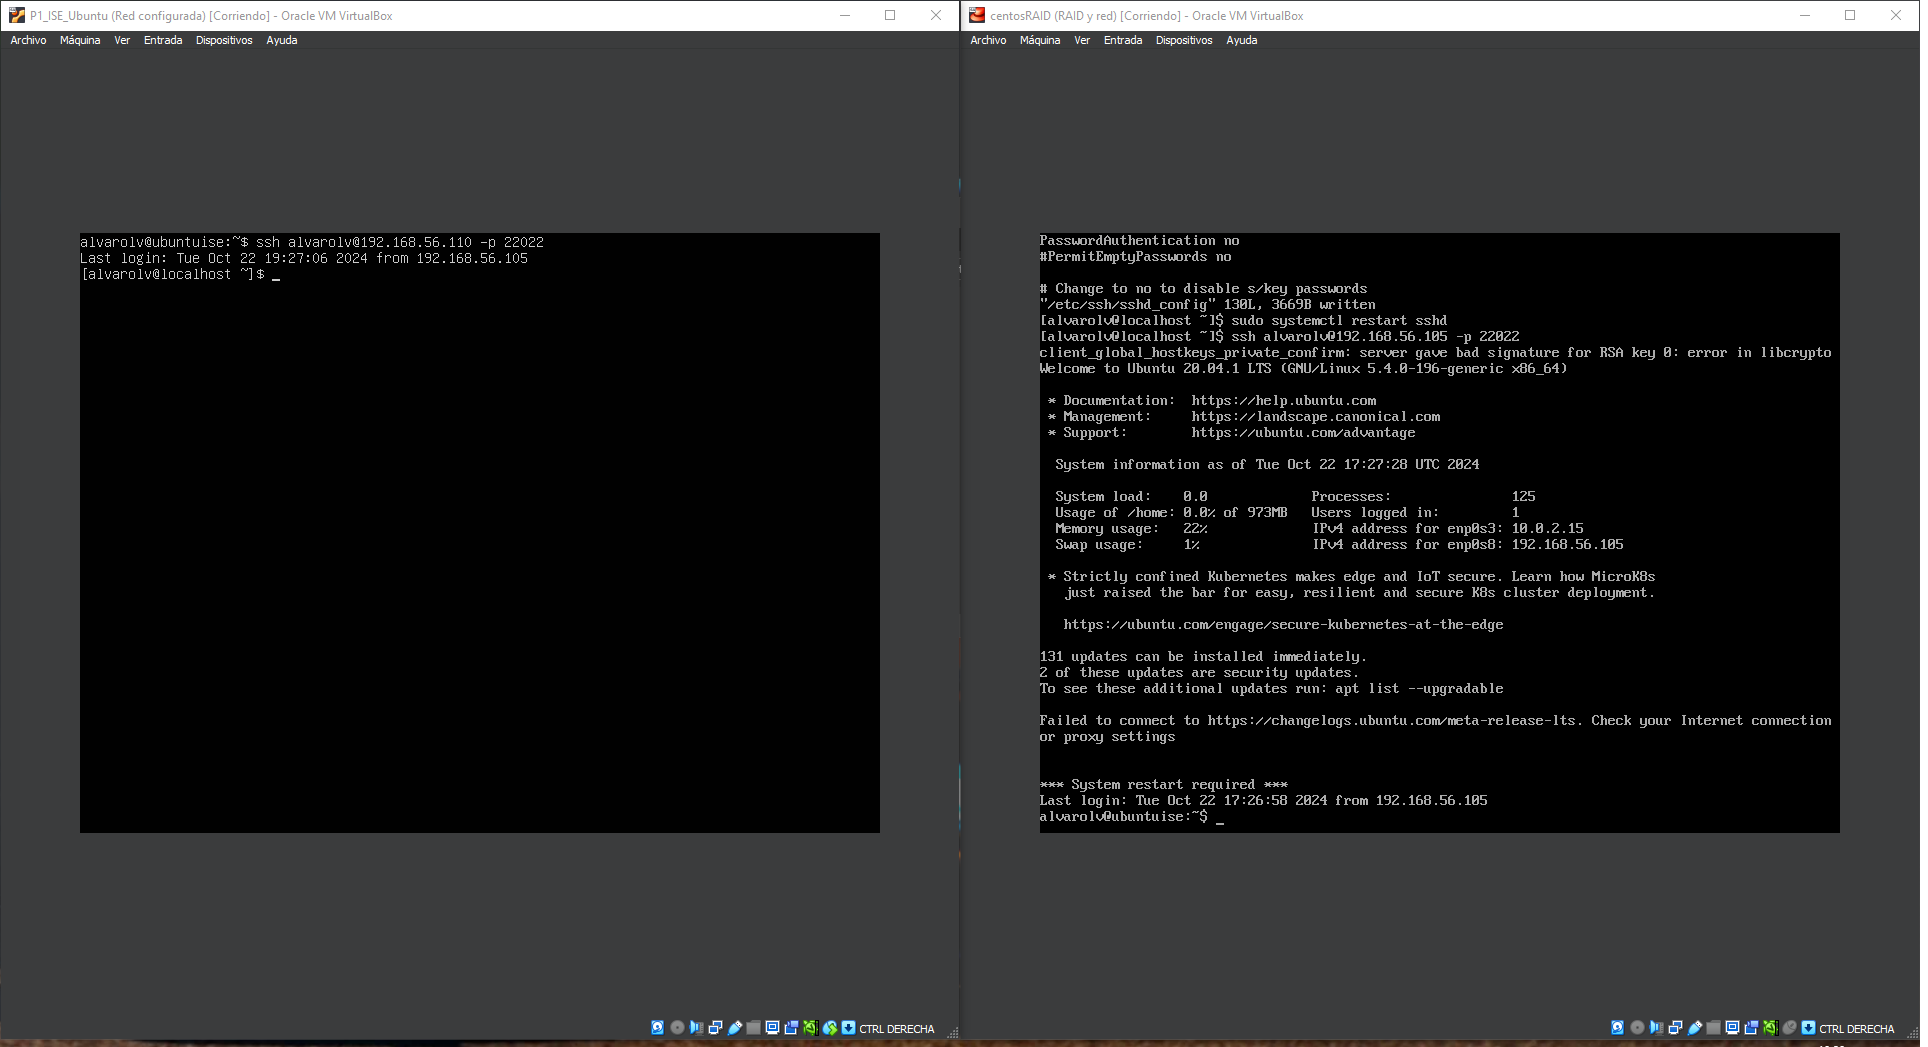 P1_ISE_Ubuntu (Red configurada) [Corriendo] - Oracle VM VirtualBox
Archivo Máquina Ver Entrada Dispositivos Ayuda
alvarolv@ubuntuise:~$ ssh alvarolv@192.168.56.110 -p 22022
Last login: Tue Oct 22 19:27:06 2024 from 192.168.56.105
[alvarolv@localhost ~]$ _
CTRL DERECHA
centosRAID (RAID y red) [Corriendo] - Oracle VM VirtualBox
Archivo Máquina Ver Entrada Dispositivos Ayuda
PasswordAuthentication no
#PermitEmptyPasswords no
# Change to no to disable s/key passwords
"/etc/ssh/sshd_config" 130L, 3669B written
[alvarolv@localhost ~]$ sudo systemctl restart sshd
[alvarolv@localhost ~]$ ssh alvarolv@192.168.56.105 -p 22022
client_global_hostkeys_private_confirm: server gave bad signature for RSA key 0: error in libcrypto
Welcome to Ubuntu 20.04.1 LTS (GNU/Linux 5.4.0-196-generic x86_64)
* Documentation: https://help.ubuntu.com
* Management: https://landscape.canonical.com
* Support: https://ubuntu.com/advantage
System information as of Tue Oct 22 17:27:28 UTC 2024
System load: 0.0 Processes: 125
Usage of /home: 0.0% of 973MB Users logged in: 1
Memory usage: 22% IPv4 address for enp0s3: 10.0.2.15
Swap usage: 1% IPv4 address for enp0s8: 192.168.56.105
* Strictly confined Kubernetes makes edge and IoT secure. Learn how MicroK8s
just raised the bar for easy, resilient and secure K8s cluster deployment.
https://ubuntu.com/engage/secure-kubernetes-at-the-edge
131 updates can be installed immediately.
2 of these updates are security updates.
To see these additional updates run: apt list --upgradable
Failed to connect to https://changelogs.ubuntu.com/meta-release-lts. Check your Internet connection
or proxy settings
*** System restart required ***
Last login: Tue Oct 22 17:26:58 2024 from 192.168.56.105
alvarolv@ubuntuise:~$ _
CTRL DERECHA